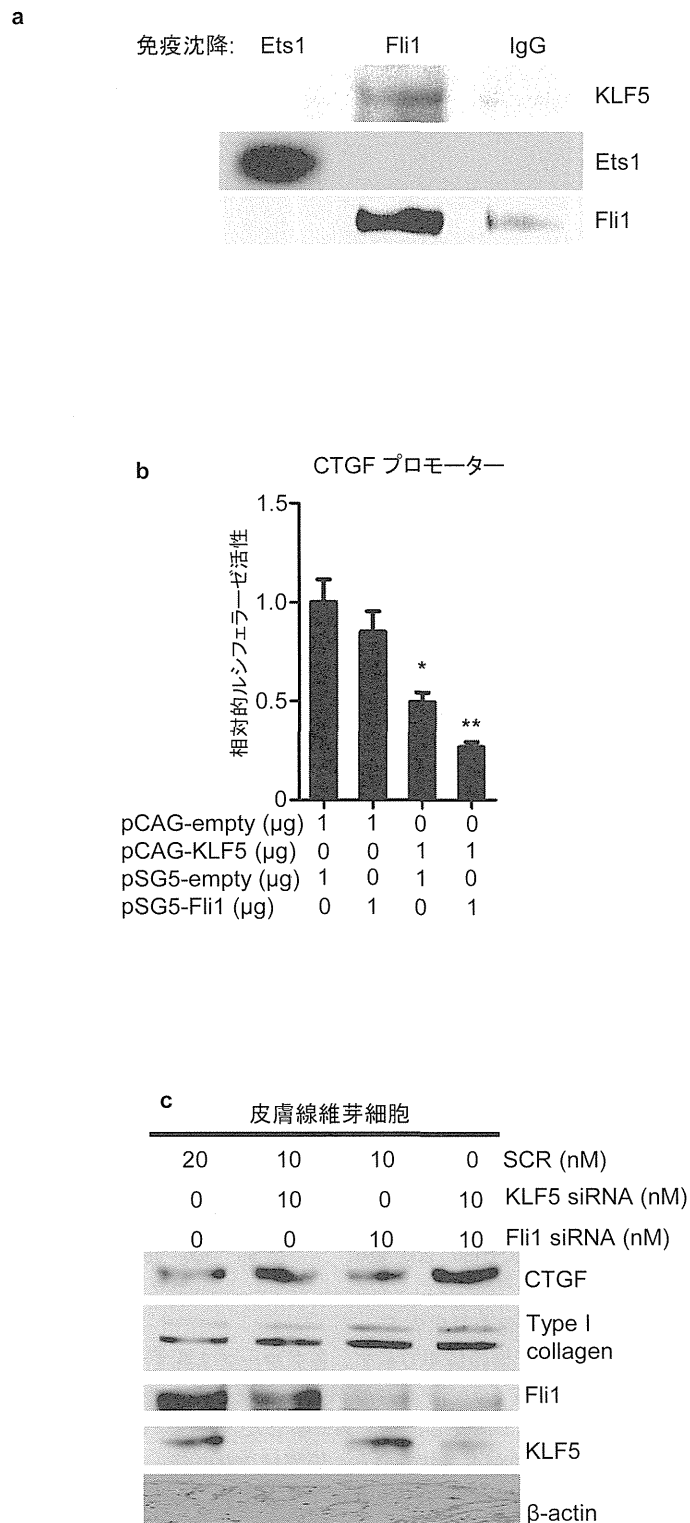 a
免疫沈降: Ets1 Fli1 IgG
KLF5
Ets1
Fli1
b
CTGF プロモーター
相対的ルシフェラーゼ活性
1.5
1.0
*
0.5
**
0
pCAG-empty (μg) 1 1 0 0
pCAG-KLF5 (μg) 0 0 1 1
pSG5-empty (μg) 1 0 1 0
pSG5-Fli1 (μg) 0 1 0 1
c
皮膚線維芽細胞
20 10 10 0 SCR (nM)
0 10 0 10 KLF5 siRNA (nM)
0 0 10 10 Fli1 siRNA (nM)
CTGF
Type I
collagen
Fli1
KLF5
β-actin